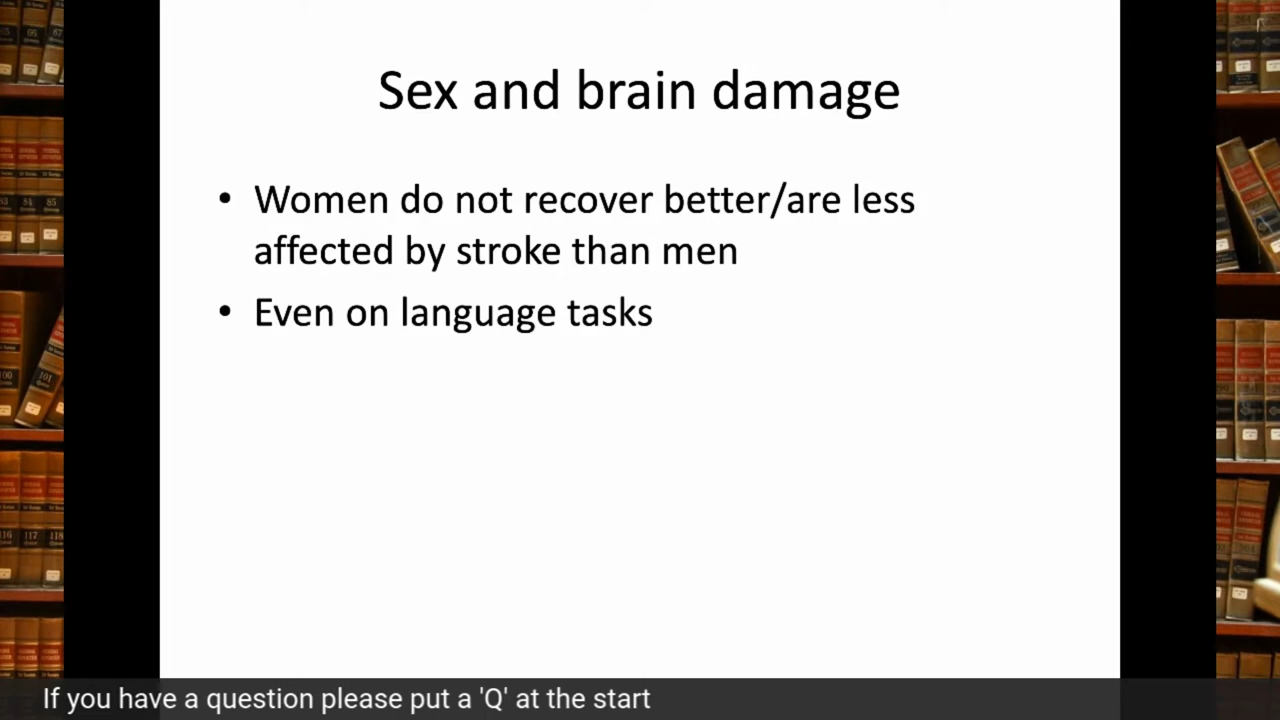 Sex and brain damage
• Women do not recover better/are less
affected by stroke than men
• Even on language tasks
If you have a question please put a 'Q' at the start